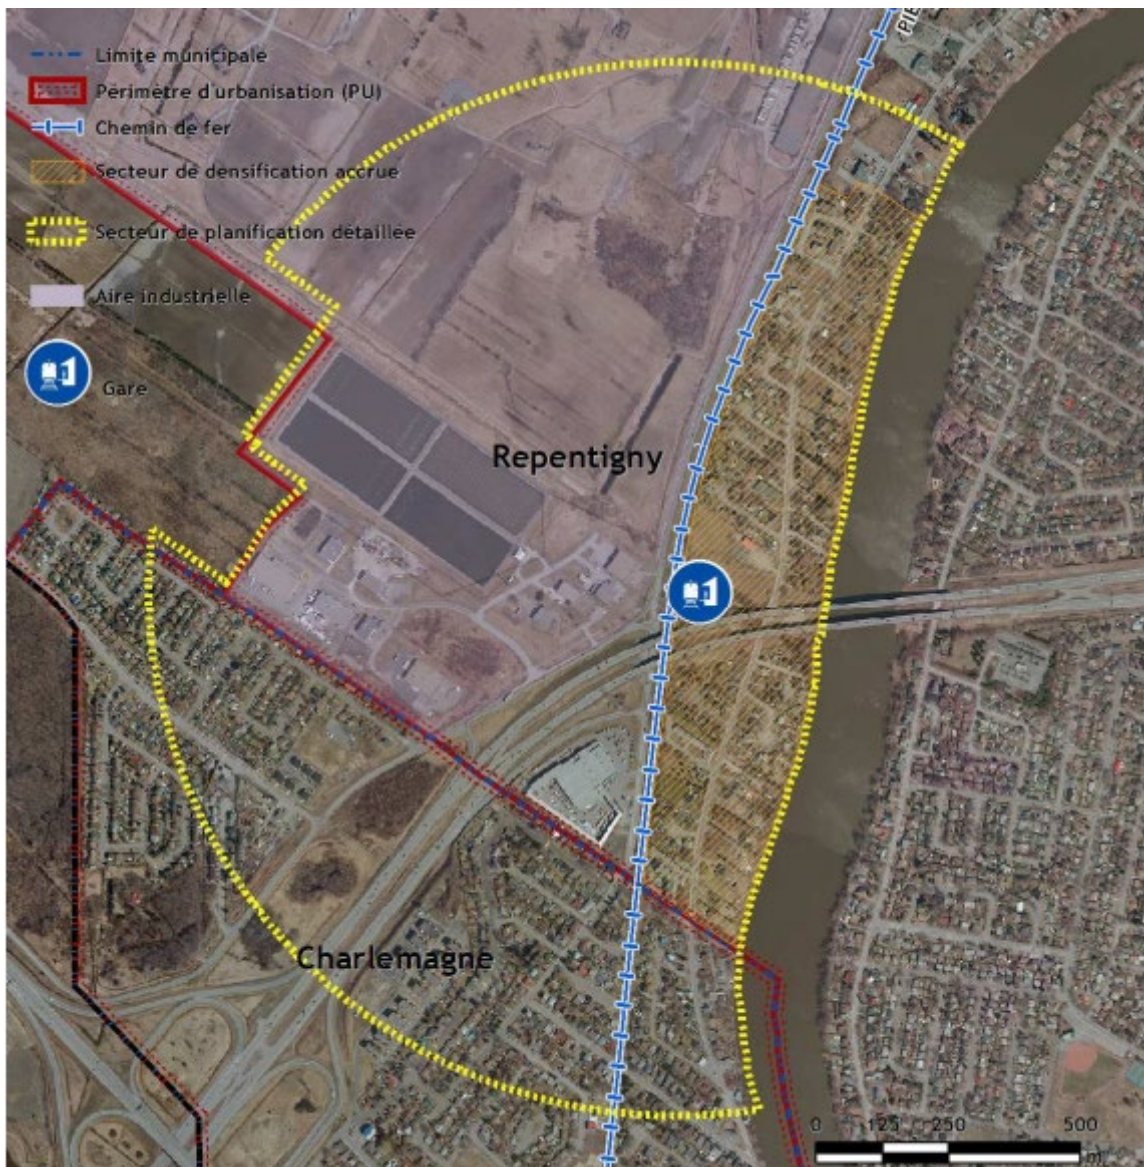 PIE
Limite municipale
Périmètre d'urbanisation (PU)
Chemin de fer
Secteur de densification accrue
Secteur de planification détaillée
Aire industrielle
Gare
Repentigny
Charlemagne
0 125 250 500
m